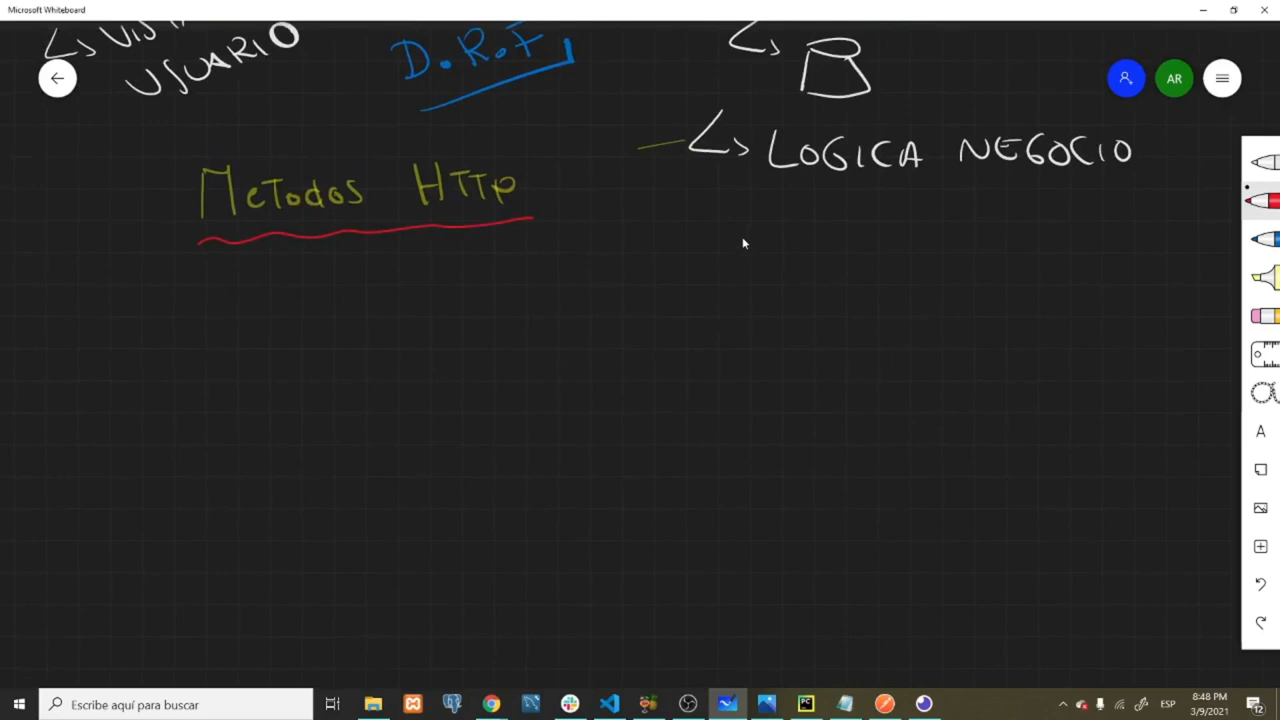 Microsoft Whiteboard
USUARIO
D.R.F
AR
LOGICA NEGOCIO
Metodos HTTP
A
Escribe aquí para buscar
ESP
8:48 PM
3/9/2021
12